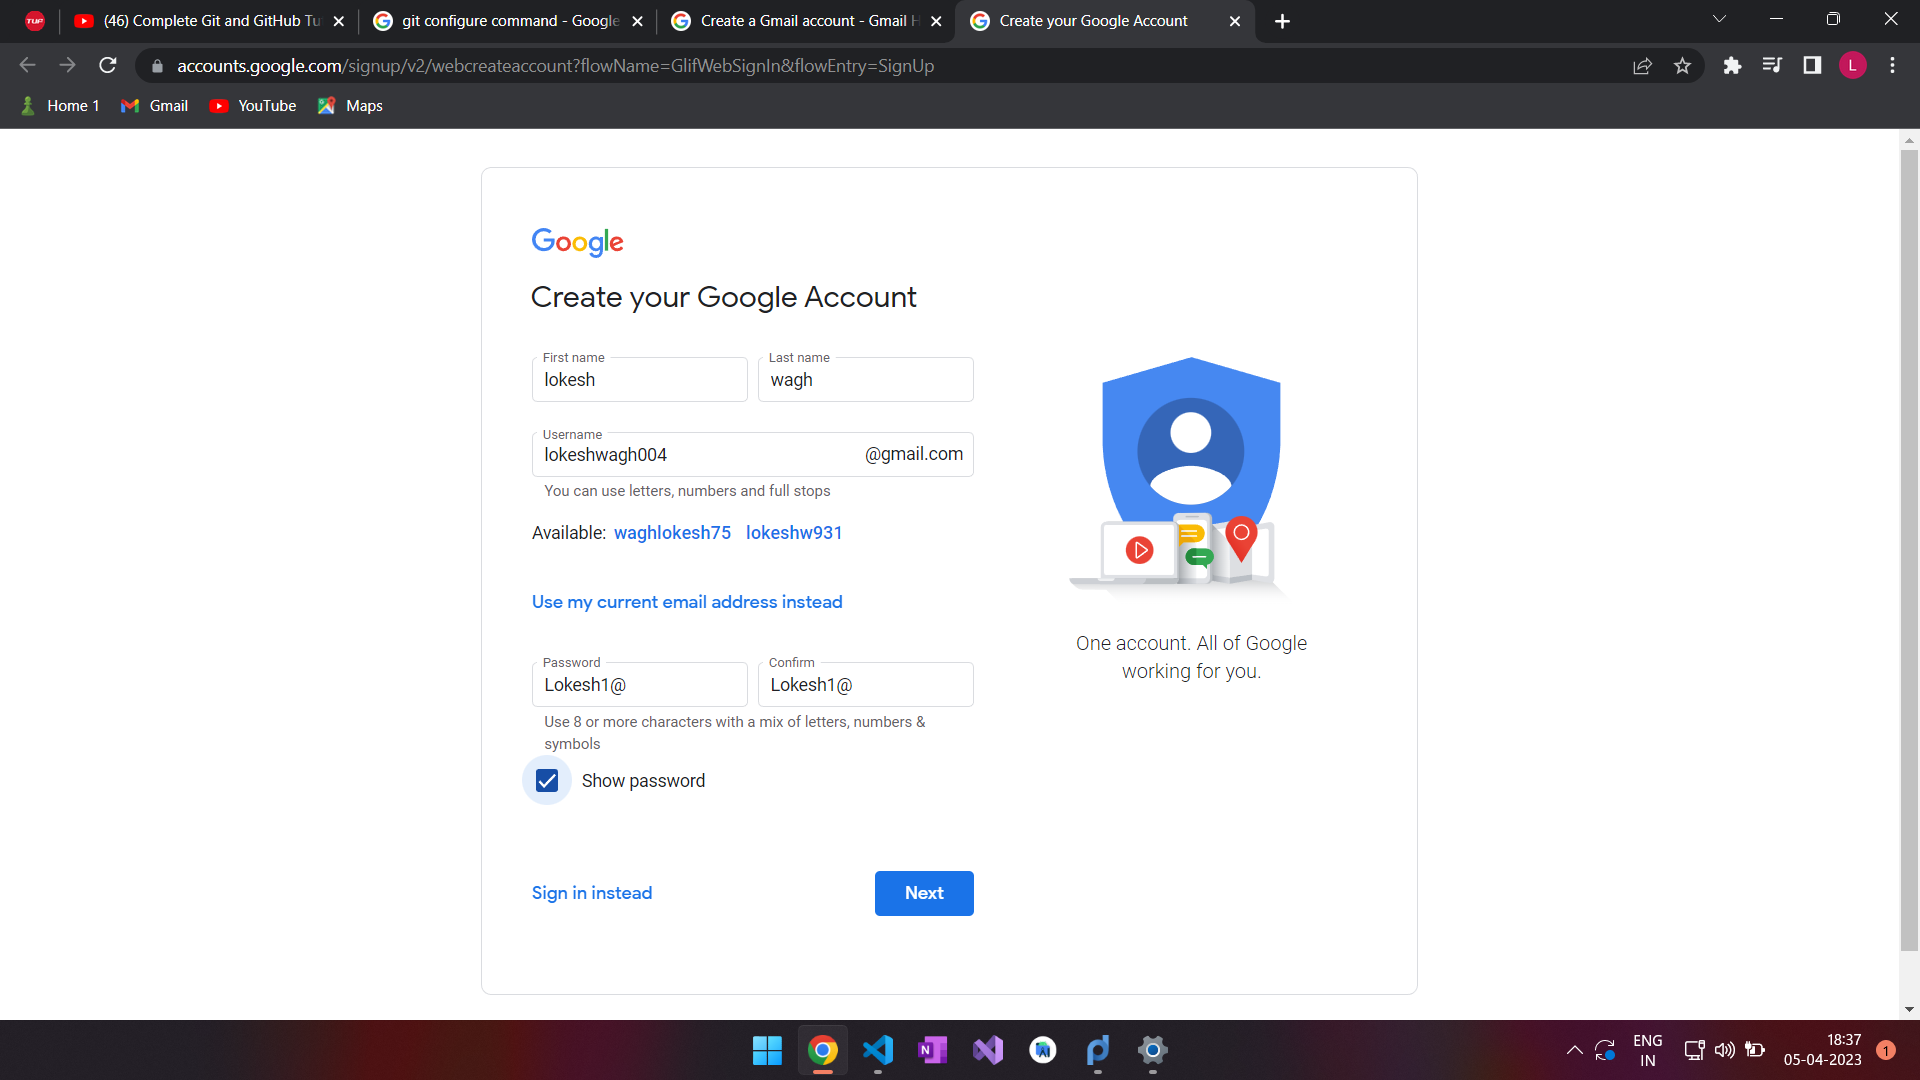 TUF
(46) Complete Git and GitHub Tu
git configure command - Google
Create a Gmail account - Gmail H
Create your Google Account
accounts.google.com/signup/v2/webcreateaccount?flowName=GlifWebSignIn&flowEntry=SignUp
L
Home 1
Gmail
YouTube
Maps
Google
Create your Google Account
First name
Last name
lokesh
wagh
Username
lokeshwagh004
@gmail.com
You can use letters, numbers and full stops
Available: waghlokesh75 lokeshw931
Use my current email address instead
Password
Confirm
Lokesh1@
Lokesh1@
Use 8 or more characters with a mix of letters, numbers &
symbols
Show password
Sign in instead
Next
One account. All of Google
working for you.
N
ENG
IN
18:37
05-04-2023
1